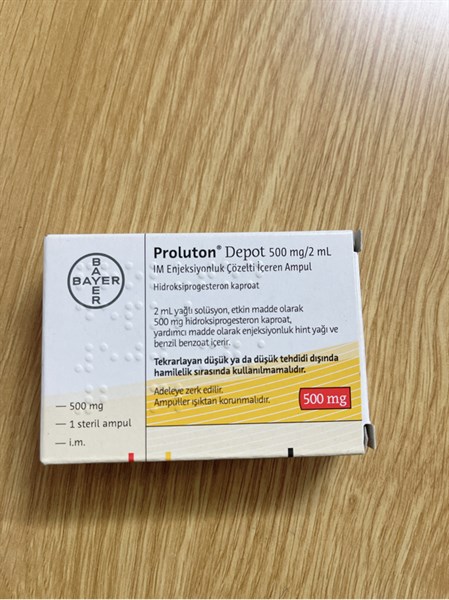 BAYER
BAYER
Proluton® Depot 500 mg/2 mL
IM Enjeksiyonluk Çözelti İçeren Ampul
Hidroksiprogesteron kaproat
2 mL yağlı solüsyon, etkin madde olarak
500 mg hidroksiprogesteron kaproat,
yardımcı madde olarak enjeksiyonluk hint yağı ve
benzil benzoat içerir.
Tekrarlayan düşük ya da düşük tehdidi dışında
hamilelik sırasında kullanılmamalıdır.
Adeleye zerk edilir.
Ampuller ışıktan korunmalıdır.
500 mg
— 500 mg
— 1 steril ampul
— i.m.